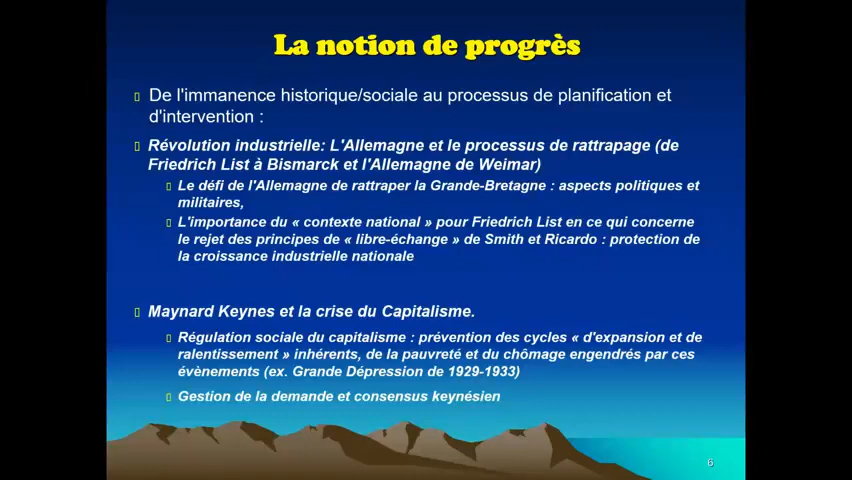 La notion de progrès
De l'immanence historique/sociale au processus de planification et
d'intervention :
Révolution industrielle: L'Allemagne et le processus de rattrapage (de
Friedrich List à Bismarck et l'Allemagne de Weimar)
Le défi de l'Allemagne de rattraper la Grande-Bretagne : aspects politiques et
militaires,
L'importance du « contexte national » pour Friedrich List en ce qui concerne
le rejet des principes de « libre-échange » de Smith et Ricardo : protection de
la croissance industrielle nationale
Maynard Keynes et la crise du Capitalisme.
Régulation sociale du capitalisme : prévention des cycles « d'expansion et de
ralentissement » inhérents, de la pauvreté et du chômage engendrés par ces
évènements (ex. Grande Dépression de 1929-1933)
Gestion de la demande et consensus keynésien
6